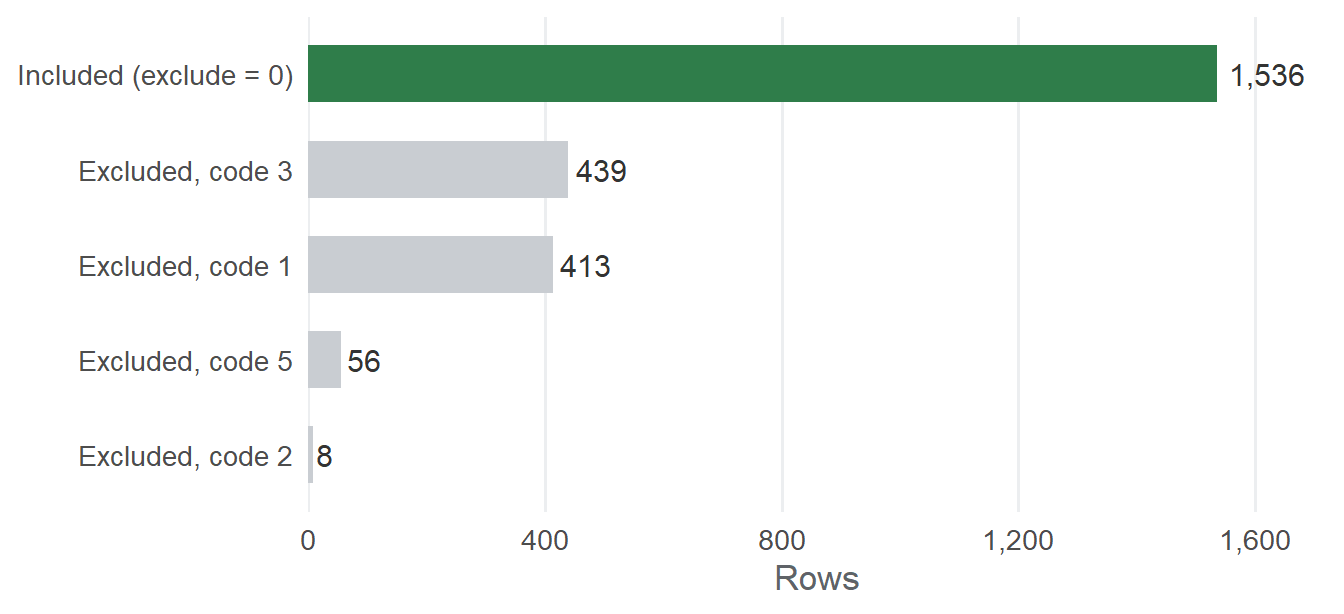 Included (exclude = 0) 1,536
Excluded, code 3 439
Excluded, code 1 413
Excluded, code 5 56
Excluded, code 2 8
0 400 800 1,200 1,600
Rows